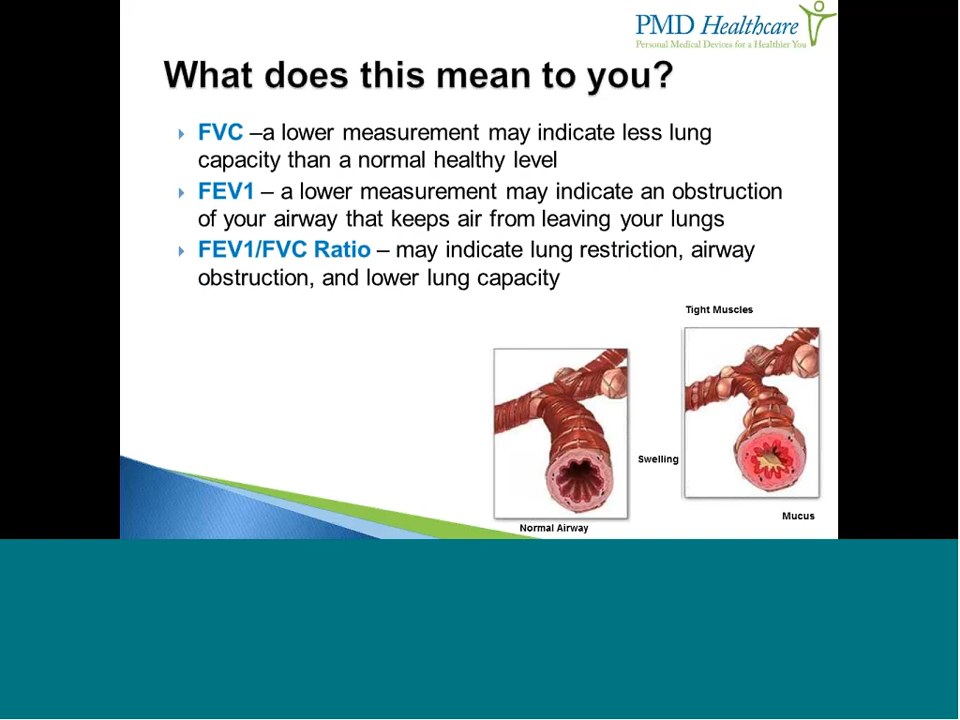 PMD Healthcare
Personal Medical Devices for a Healthier You
What does this mean to you?
FVC –a lower measurement may indicate less lung
capacity than a normal healthy level
FEV1 – a lower measurement may indicate an obstruction
of your airway that keeps air from leaving your lungs
FEV1/FVC Ratio – may indicate lung restriction, airway
obstruction, and lower lung capacity
Tight Muscles
Swelling
Mucus
Normal Airway